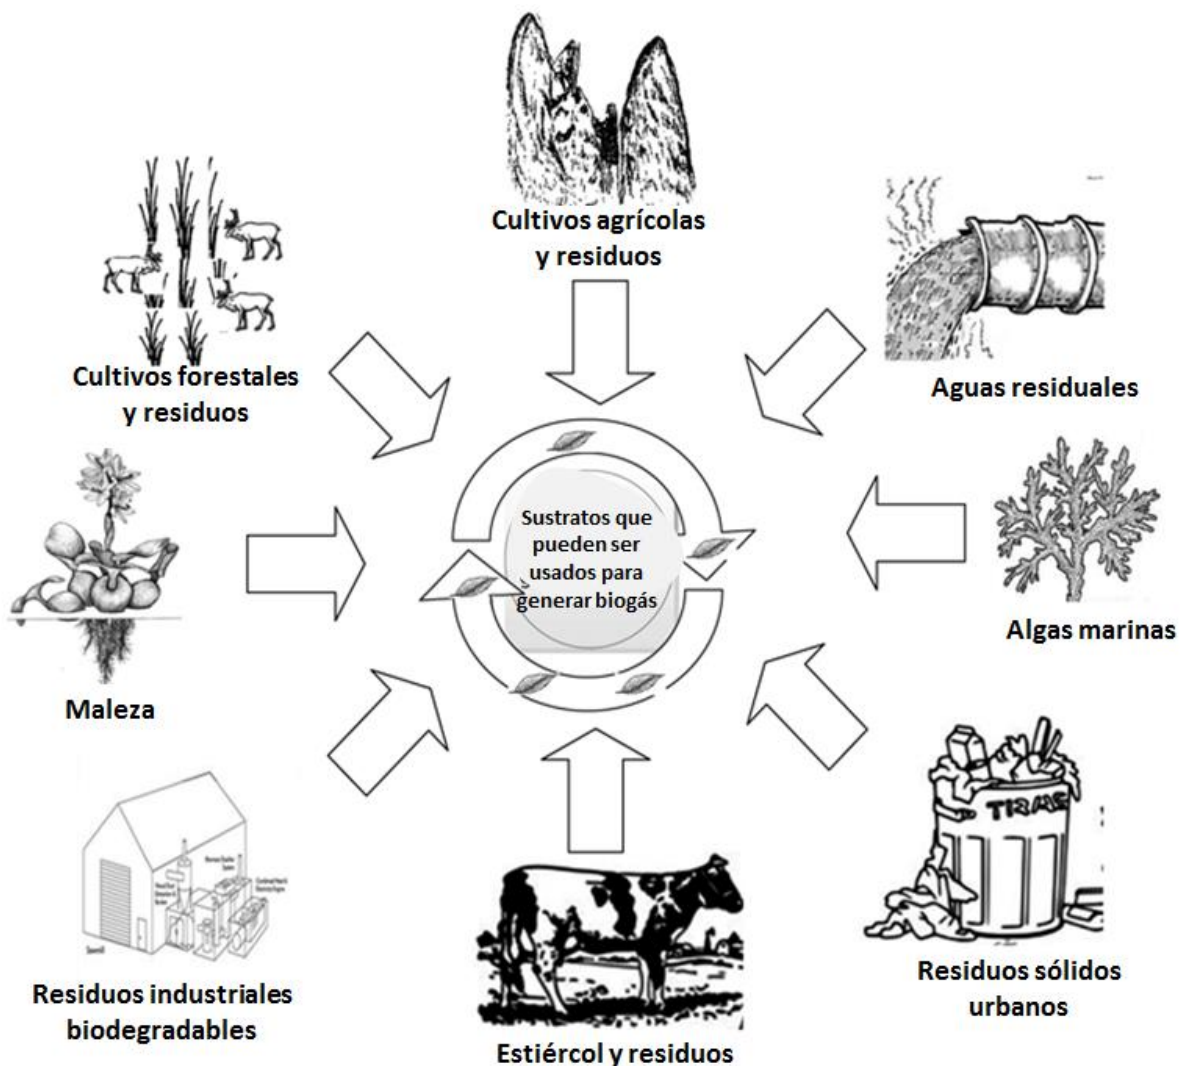 Cultivos agrícolas
y residuos
Cultivos forestales
y residuos
Aguas residuales
Sustratos que
pueden ser
usados para
generar biogás
Maleza
Algas marinas
Residuos industriales
biodegradables
Estiércol y residuos
Residuos sólidos
urbanos